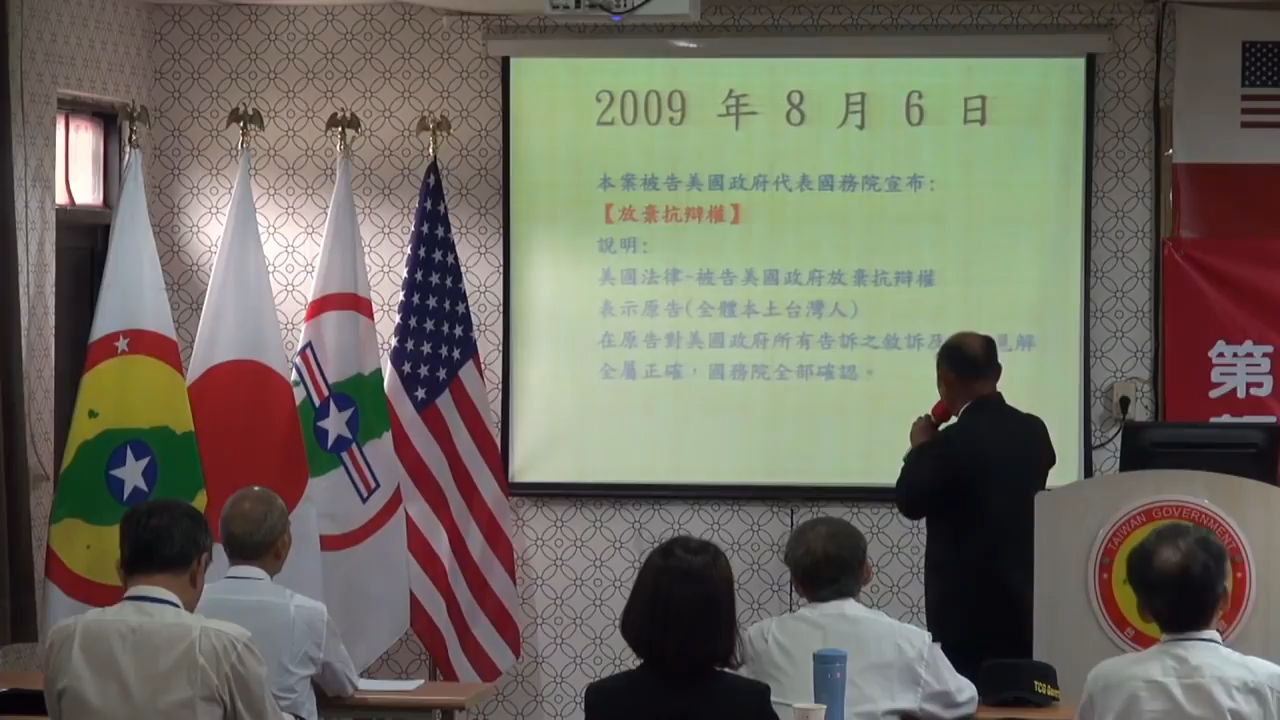 2009 年 8 月 6 日
本案被告美國政府代表國務院宣布:
【放棄抗辯權】
說明:
美國法律-被告美國政府放棄抗辯權
表示原告(全體本土台灣人)
在原告對美國政府所有告訴之敘訴及 見解
全屬正確，國務院全部確認。
第
TAIWAN GOVERNMENT
TCG